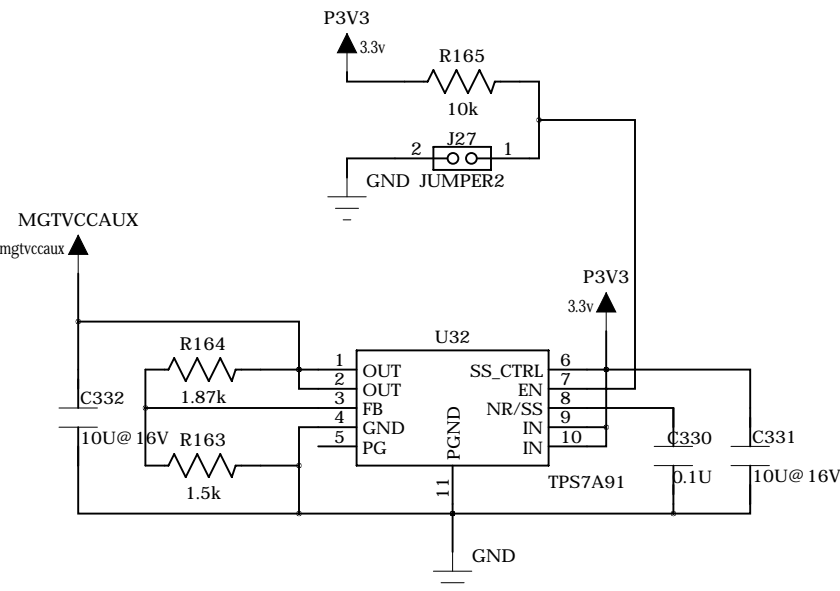 P3V3
3.3v
R165
10k
J27
2
1
GND
JUMPER2
MGTVCCAUX
mgtvccaux
P3V3
3.3v
U32
R164
1.87k
1
OUT
2
OUT
3
FB
4
GND
5
PG
SS_CTRL
6
EN
7
NR/SS
8
IN
9
IN
10
PGND
11
C332
10U@16V
R163
1.5k
TPS7A91
C330
0.1U
C331
10U@16V
GND